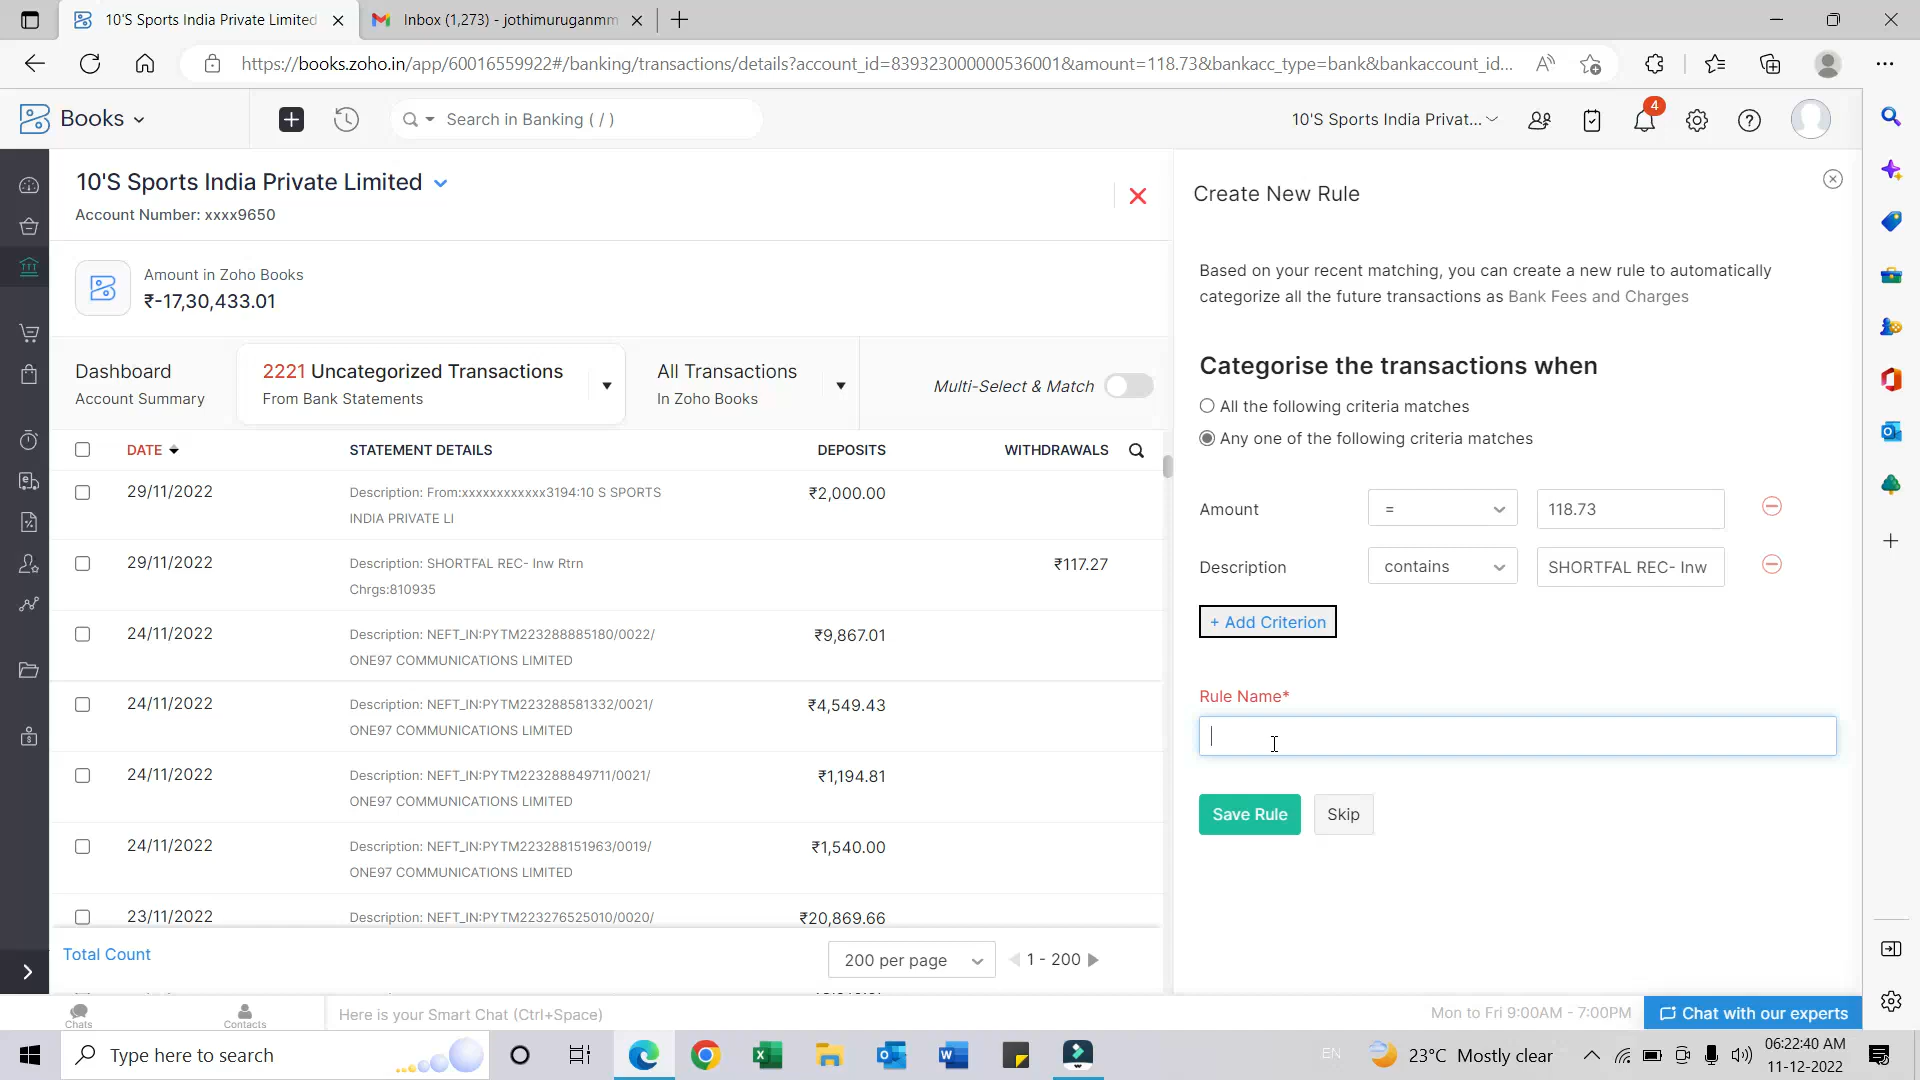 10'S Sports India Private Limited
Inbox (1,273) - jothimuruganmm
https://books.zoho.in/app/60016559922#/banking/transactions/details?account_id=839323000000536001&amount=118.73&bankacc_type=bank&bankaccount_id...
Books
Search in Banking ( / )
10'S Sports India Privat...
4
10'S Sports India Private Limited
Account Number: xxxx9650
Amount in Zoho Books
₹-17,30,433.01
Dashboard
Account Summary
2221 Uncategorized Transactions
From Bank Statements
All Transactions
In Zoho Books
Multi-Select & Match
DATE STATEMENT DETAILS DEPOSITS WITHDRAWALS
29/11/2022 Description: From:xxxxxxxxxxxx3194:10 S SPORTS ₹2,000.00
INDIA PRIVATE LI
29/11/2022 Description: SHORTFAL REC- Inw Rtrn ₹117.27
Chrgs:810935
24/11/2022 Description: NEFT_IN:PYTM223288885180/0022/ ₹9,867.01
ONE97 COMMUNICATIONS LIMITED
24/11/2022 Description: NEFT_IN:PYTM223288581332/0021/ ₹4,549.43
ONE97 COMMUNICATIONS LIMITED
24/11/2022 Description: NEFT_IN:PYTM223288849711/0021/ ₹1,194.81
ONE97 COMMUNICATIONS LIMITED
24/11/2022 Description: NEFT_IN:PYTM223288151963/0019/ ₹1,540.00
ONE97 COMMUNICATIONS LIMITED
23/11/2022 Description: NEFT_IN:PYTM223276525010/0020/ ₹20,869.66
Total Count
200 per page
1 - 200
Create New Rule
Based on your recent matching, you can create a new rule to automatically
categorize all the future transactions as Bank Fees and Charges
Categorise the transactions when
All the following criteria matches
Any one of the following criteria matches
Amount = 118.73
Description contains SHORTFAL REC- Inw
+ Add Criterion
Rule Name*
Save Rule Skip
Chats
Contacts
Here is your Smart Chat (Ctrl+Space)
Mon to Fri 9:00AM - 7:00PM
Chat with our experts
Type here to search
EN
23°C Mostly clear
06:22:40 AM
11-12-2022